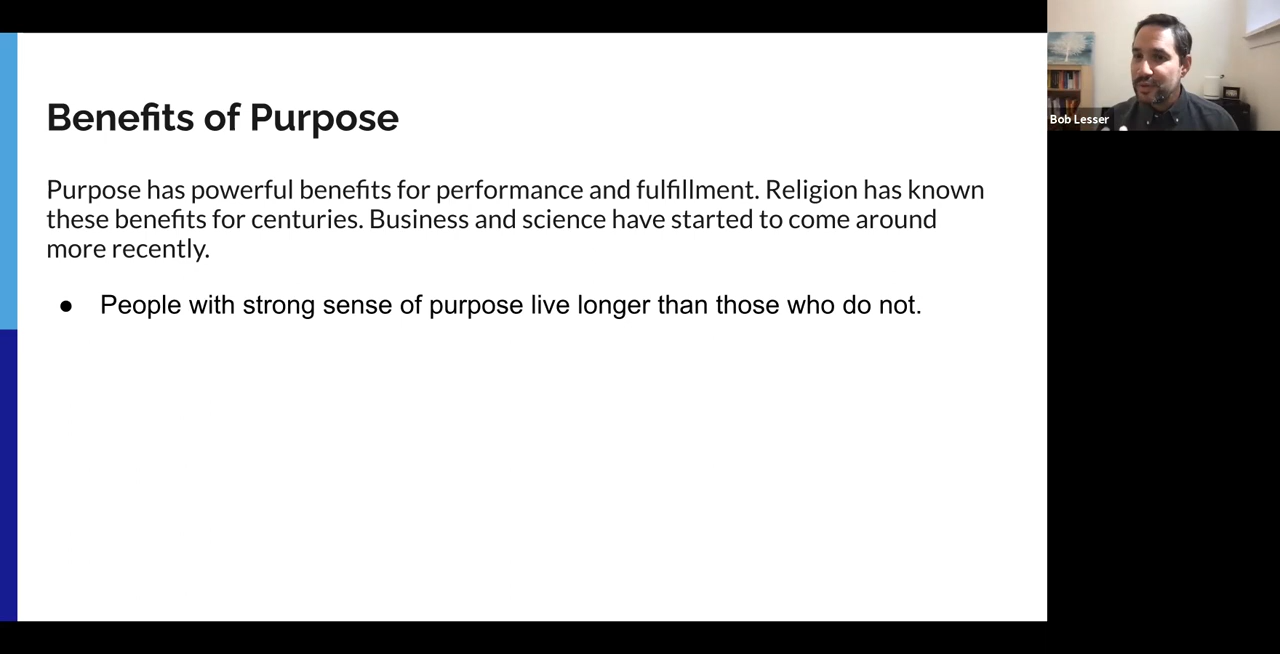 Benefits of Purpose
Purpose has powerful benefits for performance and fulfillment. Religion has known
these benefits for centuries. Business and science have started to come around
more recently.
● People with strong sense of purpose live longer than those who do not.
Bob Lesser